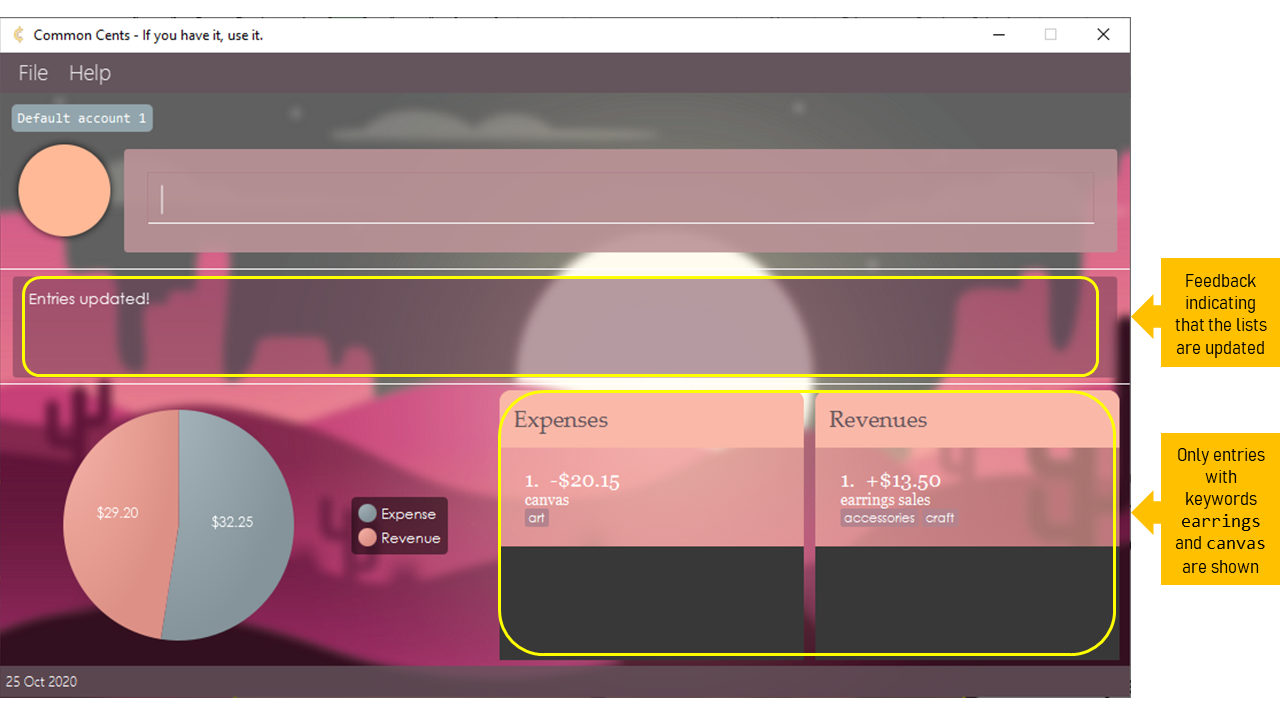 Common Cents - If you have it, use it.
File Help
Default account 1
Entries updated!
Feedback
indicating
that the lists
are updated
$29.20
$32.25
Expense
Revenue
Expenses
1. -$20.15
canvas
art
Revenues
1. +$13.50
earrings sales
accessories craft
Only entries
with
keywords
earrings
and canvas
are shown
25 Oct 2020